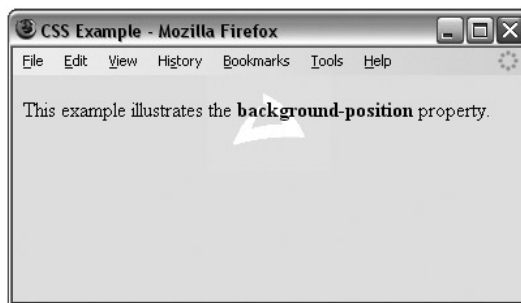 CSS Example - Mozilla Firefox
File Edit View History Bookmarks Tools Help
This example illustrates the background-position property.